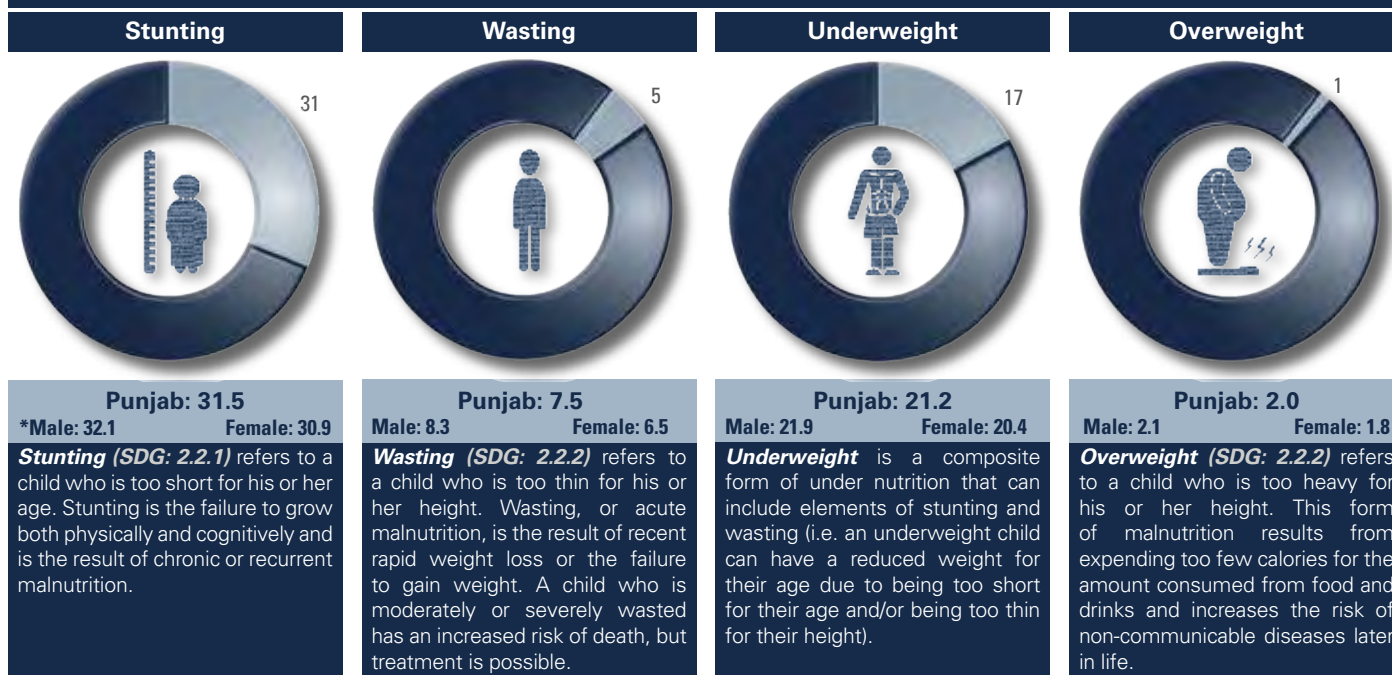 Stunting
31
Punjab: 31.5
*Male: 32.1 Female: 30.9
Stunting (SDG: 2.2.1) refers to a
child who is too short for his or her
age. Stunting is the failure to grow
both physically and cognitively and
is the result of chronic or recurrent
malnutrition.
Wasting
5
Punjab: 7.5
Male: 8.3 Female: 6.5
Wasting (SDG: 2.2.2) refers to
a child who is too thin for his or
her height. Wasting, or acute
malnutrition, is the result of recent
rapid weight loss or the failure
to gain weight. A child who is
moderately or severely wasted
has an increased risk of death, but
treatment is possible.
Underweight
17
Punjab: 21.2
Male: 21.9 Female: 20.4
Underweight is a composite
form of under nutrition that can
include elements of stunting and
wasting (i.e. an underweight child
can have a reduced weight for
their age due to being too short
for their age and/or being too thin
for their height).
Overweight
1
Punjab: 2.0
Male: 2.1 Female: 1.8
Overweight (SDG: 2.2.2) refers
to a child who is too heavy for
his or her height. This form
of malnutrition results from
expending too few calories for the
amount consumed from food and
drinks and increases the risk of
non-communicable diseases later
in life.